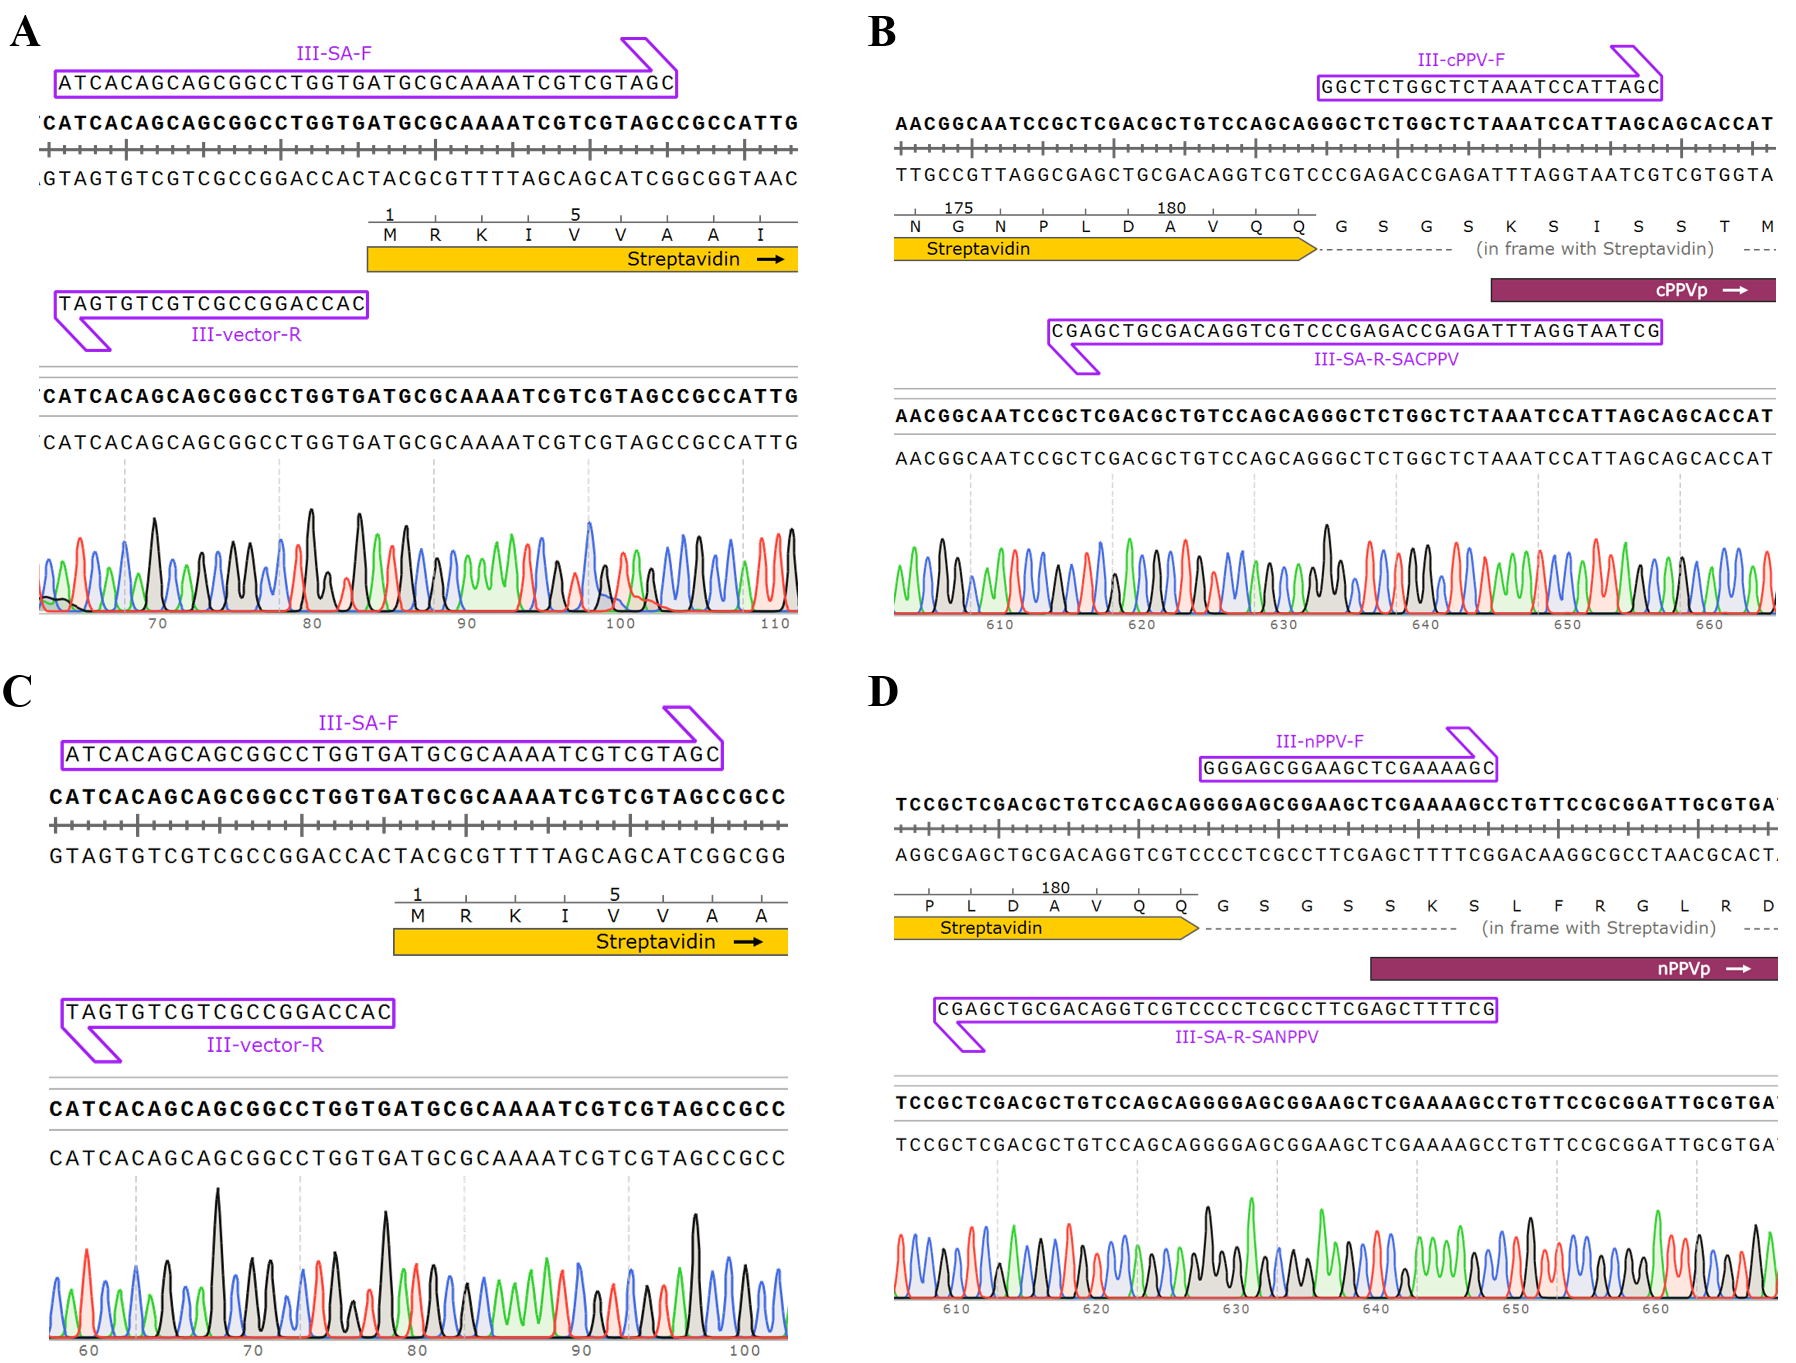 A
III-SA-F
ATCACAGCAGCGGCCTGGTGATGCGCAAAATCGTCGTAGC
CATCACAGCAGCGGCCTGGTGATGCGCAAAATCGTCGTAGCCGCCATTG
GTAGTGTCGTCGCCGGACCACTACGCGTTTTAGCAGCATCGGCGGTAAC
1 5
M R K I V V A A I
Streptavidin
TAGTGTCGTCGCCGGACCAC
III-vector-R
CATCACAGCAGCGGCCTGGTGATGCGCAAAATCGTCGTAGCCGCCATTG
CATCACAGCAGCGGCCTGGTGATGCGCAAAATCGTCGTAGCCGCCATTG
70 80 90 100 110
B
III-cPPV-F
GGCTCTGGCTCTAAATCCATTAGC
AACGGCAATCCGCTCGACGCTGTCCAGCAGGGCTCTGGCTCTAAATCCATTAGCAGCACCAT
TTGCCGTTAGGCGAGCTGCGACAGGTCGTCCCGAGACCGAGATTTAGGTAATCGTCGTGGTA
175 180
N G N P L D A V Q Q G S G S K S I S S T M
Streptavidin (in frame with Streptavidin)
cPPVp
CGAGCTGCGACAGGTCGTCCCGAGACCGAGATTTAGGTAATCG
III-SA-R-SACPPV
AACGGCAATCCGCTCGACGCTGTCCAGCAGGGCTCTGGCTCTAAATCCATTAGCAGCACCAT
AACGGCAATCCGCTCGACGCTGTCCAGCAGGGCTCTGGCTCTAAATCCATTAGCAGCACCAT
610 620 630 640 650 660
C
III-SA-F
ATCACAGCAGCGGCCTGGTGATGCGCAAAATCGTCGTAGC
CATCACAGCAGCGGCCTGGTGATGCGCAAAATCGTCGTAGCCGCC
GTAGTGTCGTCGCCGGACCACTACGCGTTTTAGCAGCATCGGCGG
1 5
M R K I V V A A
Streptavidin
TAGTGTCGTCGCCGGACCAC
III-vector-R
CATCACAGCAGCGGCCTGGTGATGCGCAAAATCGTCGTAGCCGCC
CATCACAGCAGCGGCCTGGTGATGCGCAAAATCGTCGTAGCCGCC
60 70 80 90 100
D
III-nPPV-F
GGGAGCGGAAGCTCGAAAAGC
TCCGCTCGACGCTGTCCAGCAGGGGAGCGGAAGCTCGAAAAGCCTGTTCCGCGGATTGCGTGA
AGGCGAGCTGCGACAGGTCGTCCCCTCGCCTTCGAGCTTTTCGGACAAGGCGCCTAACGCACT
180
P L D A V Q Q G S G S S K S L F R G L R D
Streptavidin (in frame with Streptavidin)
nPPVp
CGAGCTGCGACAGGTCGTCCCCTCGCCTTCGAGCTTTTCG
III-SA-R-SANPPV
TCCGCTCGACGCTGTCCAGCAGGGGAGCGGAAGCTCGAAAAGCCTGTTCCGCGGATTGCGTGA
TCCGCTCGACGCTGTCCAGCAGGGGAGCGGAAGCTCGAAAAGCCTGTTCCGCGGATTGCGTGA
610 620 630 640 650 660